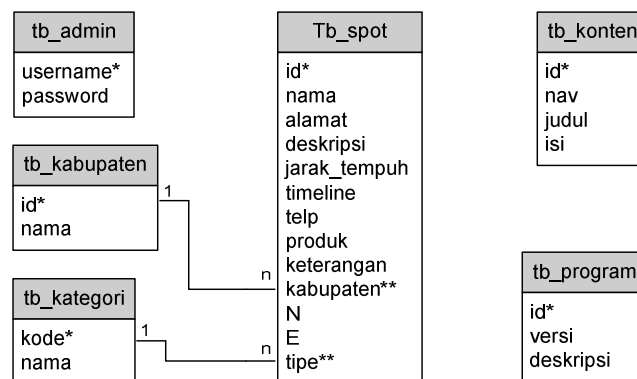 tb_admin
username*
password
tb_kabupaten
id*
nama
tb_kategori
kode*
nama
1
n
1
n
Tb_spot
id*
nama
alamat
deskripsi
jarak_tempuh
timeline
telp
produk
keterangan
kabupaten**
N
E
tipe**
tb_konten
id*
nav
judul
isi
tb_program
id*
versi
deskripsi